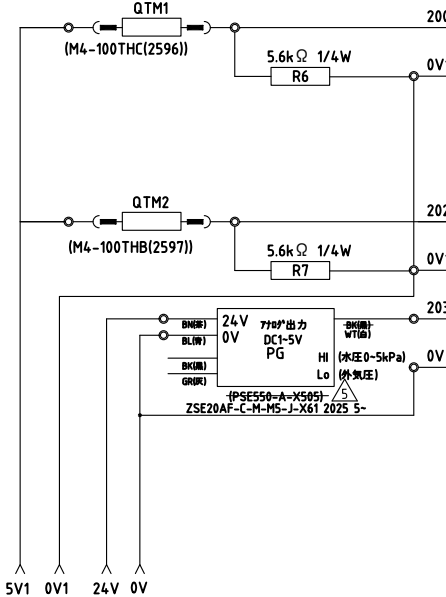 QTM1
200
(M4-100THC(2596))
5.6kΩ 1/4W
0V1
R6
QTM2
202
(M4-100THB(2597))
5.6kΩ 1/4W
0V1
R7
203
BN(茶)
24V
アナログ出力
BK(黒)
BL(青)
0V
DC1~5V
WT(白)
PG
BK(黒)
HI (水圧0~5kPa)
0V
GR(灰)
Lo (外気圧)
5
(PSE550-A-X505)
ZSE20AF-C-M-M5-J-X61 2025 5~
5V1 0V1 24V 0V